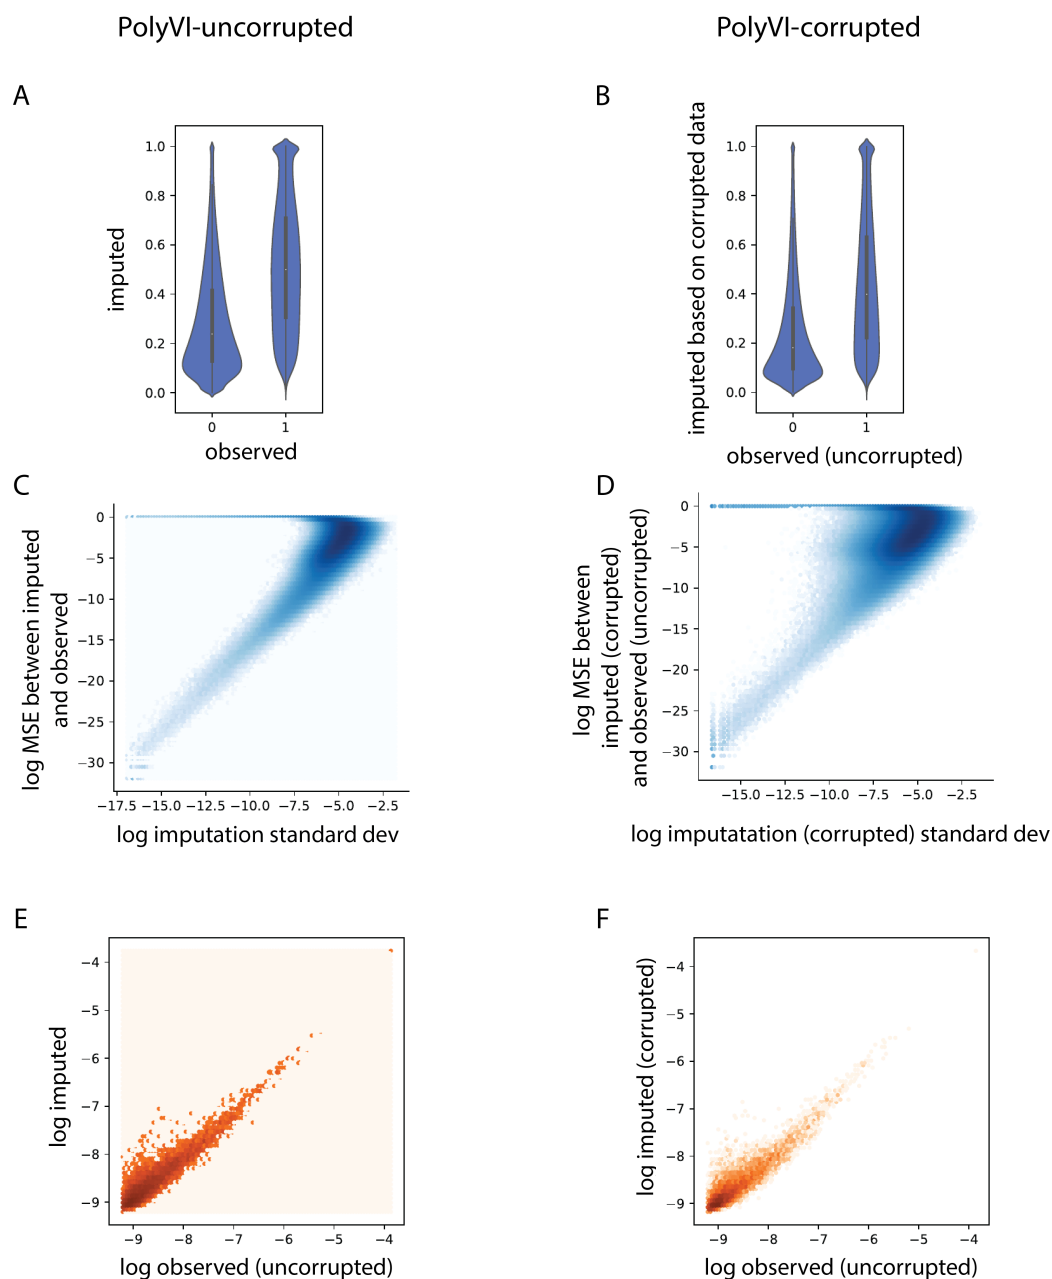 PolyVI-uncorrupted
PolyVI-corrupted
A
imputed
1.0
0.8
0.6
0.4
0.2
0.0
0
1
observed
B
imputed based on corrupted data
1.0
0.8
0.6
0.4
0.2
0.0
0
1
observed (uncorrupted)
C
log MSE between imputed
and observed
0
−5
−10
−15
−20
−25
−30
−17.5 −15.0 −12.5 −10.0 −7.5 −5.0 −2.5
log imputation standard dev
D
log MSE between
imputed (corrupted)
and observed (uncorrupted)
0
−5
−10
−15
−20
−25
−30
−15.0 −12.5 −10.0 −7.5 −5.0 −2.5
log imputatation (corrupted) standard dev
E
log imputed
−4
−5
−6
−7
−8
−9
−9 −8 −7 −6 −5 −4
log observed (uncorrupted)
F
log imputed (corrupted)
−4
−5
−6
−7
−8
−9
−9 −8 −7 −6 −5 −4
log observed (uncorrupted)